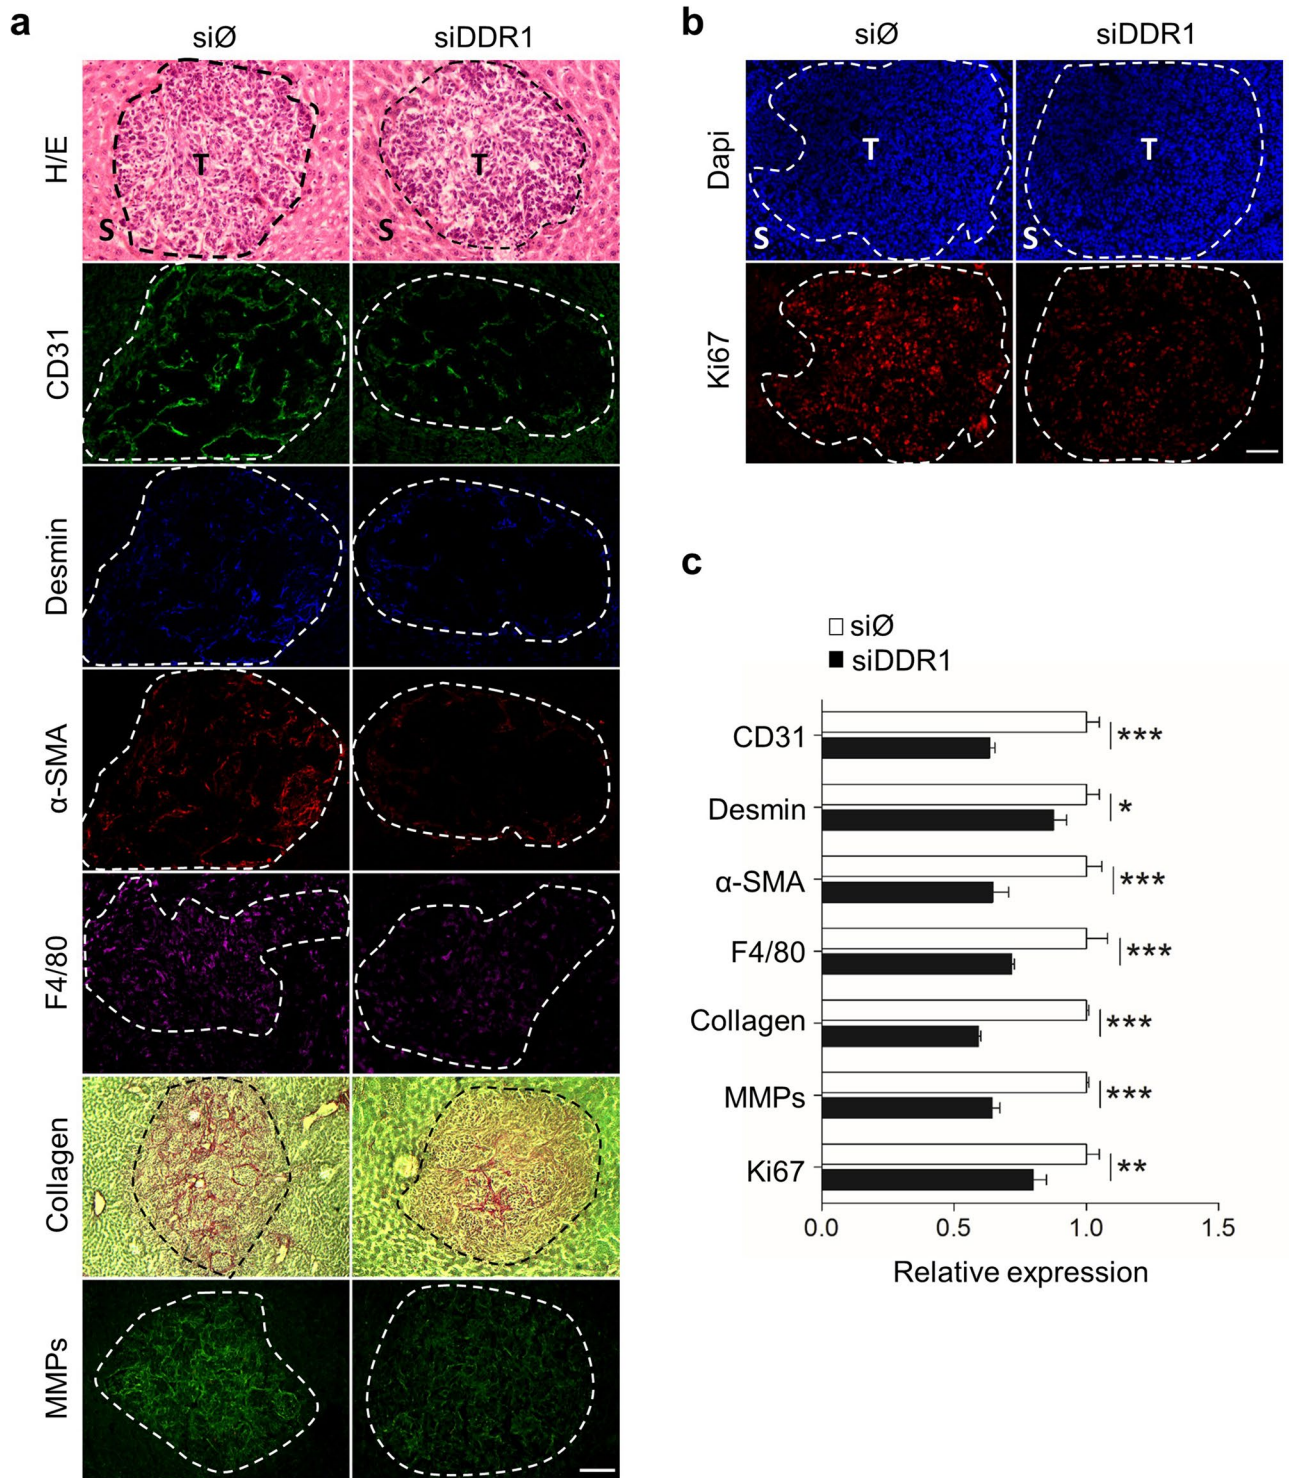 a
siØ
siDDR1
H/E
T
S
T
S
CD31
Desmin
α-SMA
F4/80
Collagen
MMPs
b
siØ
siDDR1
Dapi
T
S
T
S
Ki67
c
siØ
siDDR1
CD31
***
Desmin
*
α-SMA
***
F4/80
***
Collagen
***
MMPs
***
Ki67
**
0.0 0.5 1.0 1.5
Relative expression